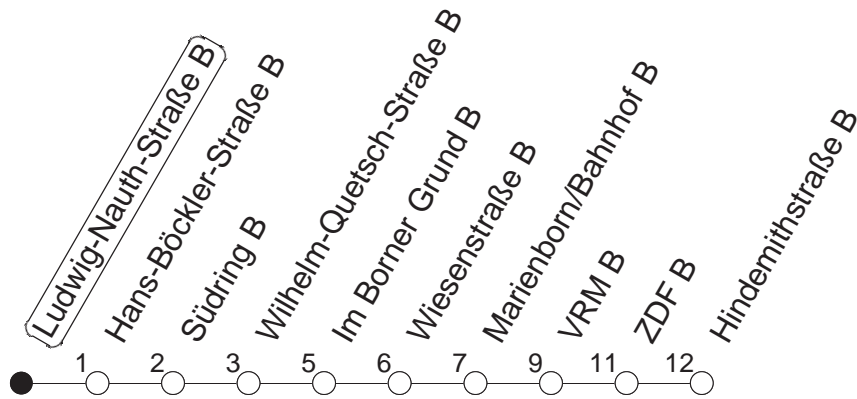 Ludwig-Nauth-Straße B
Hans-Böckler-Straße B
Südring B
Wilhelm-Quetsch-Straße B
Im Borner Grund B
Wiesenstraße B
Marienborn/Bahnhof B
VRM B
ZDF B
Hindemithstraße B
1 2 3 5 6 7 9 11 12